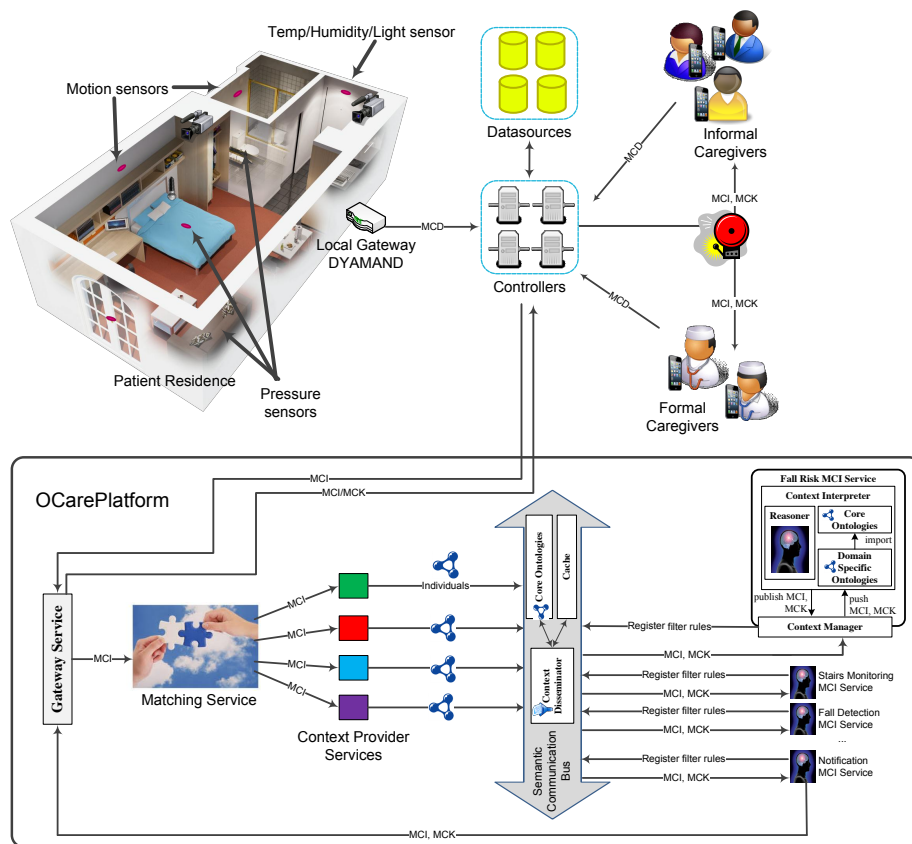 Temp/Humidity/Light sensor
Motion sensors
Datasources
Informal
Caregivers
MCD
MCI, MCK
Local Gateway
DYAMAND
MCD
Controllers
MCD
MCI, MCK
Patient Residence
Pressure
sensors
Formal
Caregivers
OCarePlatform
MCI
MCI/MCK
Fall Risk MCI Service
Context Interpreter
Reasoner
Core
Ontologies
import
Domain
Specific
Ontologies
publish MCI,
MCK
push
MCI, MCK
Context Manager
Core Ontologies
Cache
Individuals
MCI
MCI
MCI
MCI
MCI
Gateway Service
Matching Service
Context Provider
Services
Context
Disseminator
Semantic
Communication
Bus
Register filter rules
MCI, MCK
Register filter rules
MCI, MCK
Stairs Monitoring
MCI Service
Register filter rules
MCI, MCK
Fall Detection
MCI Service
...
Register filter rules
MCI, MCK
Notification
MCI Service
MCI, MCK